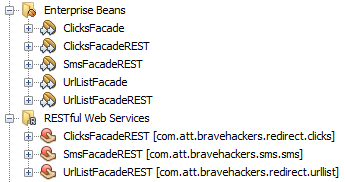 Enterprise Beans
ClicksFacade
ClicksFacadeREST
SmsFacadeREST
UrlListFacade
UrlListFacadeREST
RESTful Web Services
ClicksFacadeREST [com.att.bravehackers.redirect.clicks]
SmsFacadeREST [com.att.bravehackers.sms.sms]
UrlListFacadeREST [com.att.bravehackers.redirect.urllist]